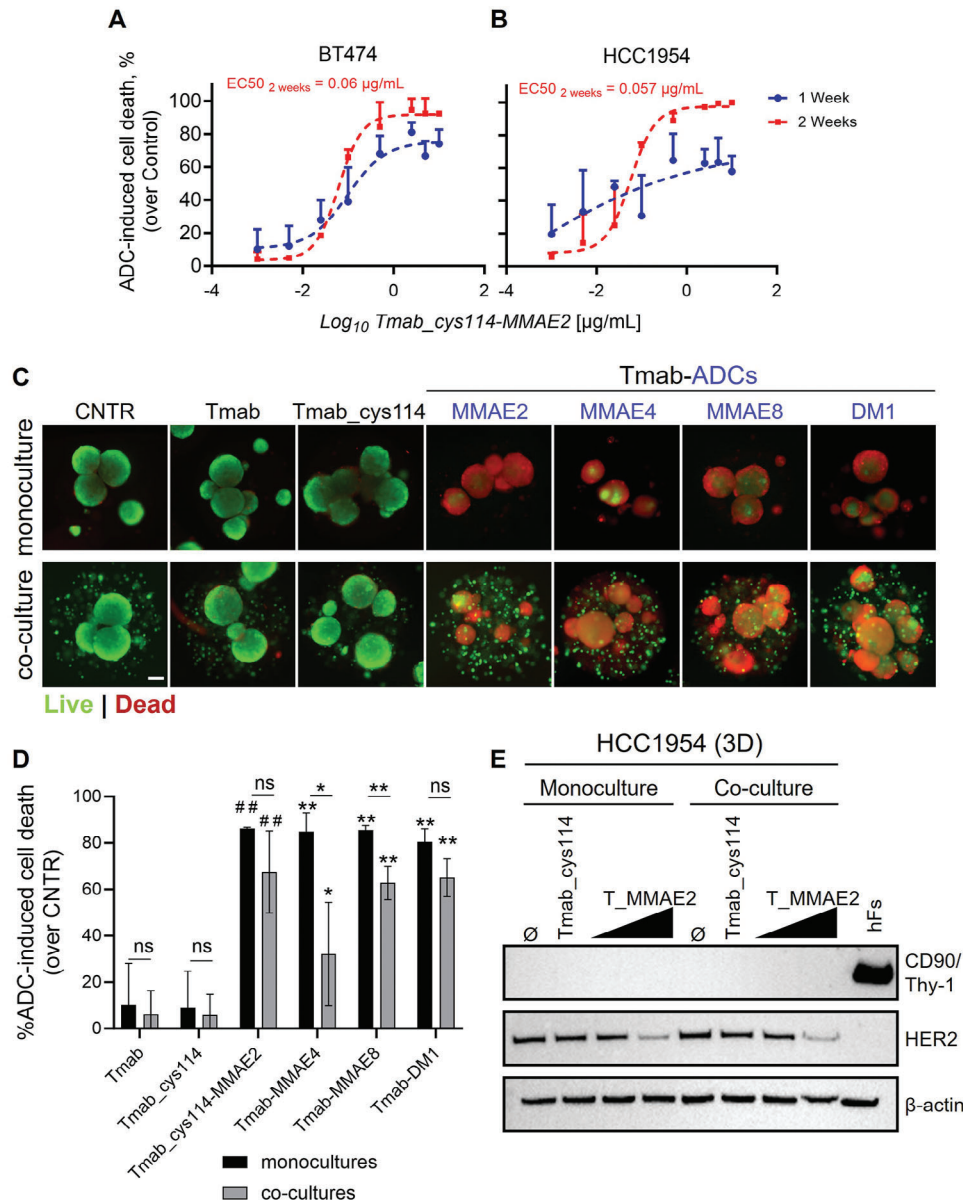 A
BT474
EC50 2 weeks = 0.06 µg/mL
ADC-induced cell death, %
(over Control)
100
80
60
40
20
0
-4
-2
0
2
B
HCC1954
EC50 2 weeks = 0.057 µg/mL
1 Week
2 Weeks
-4
-2
0
2
Log10 Tmab_cys114-MMAE2 [µg/mL]
C
Tmab-ADCs
CNTR
Tmab
Tmab_cys114
MMAE2
MMAE4
MMAE8
DM1
monoculture
co-culture
Live | Dead
D
%ADC-induced cell death
(over CNTR)
100
80
60
40
20
0
ns
ns
ns
##
##
*
**
*
**
**
**
ns
**
**
Tmab
Tmab_cys114
Tmab_cys114-MMAE2
Tmab-MMAE4
Tmab-MMAE8
Tmab-DM1
monocultures
co-cultures
E
HCC1954 (3D)
Monoculture
Co-culture
Ø
Tmab_cys114
T_MMAE2
Ø
Tmab_cys114
T_MMAE2
hFs
CD90/
Thy-1
HER2
β-actin